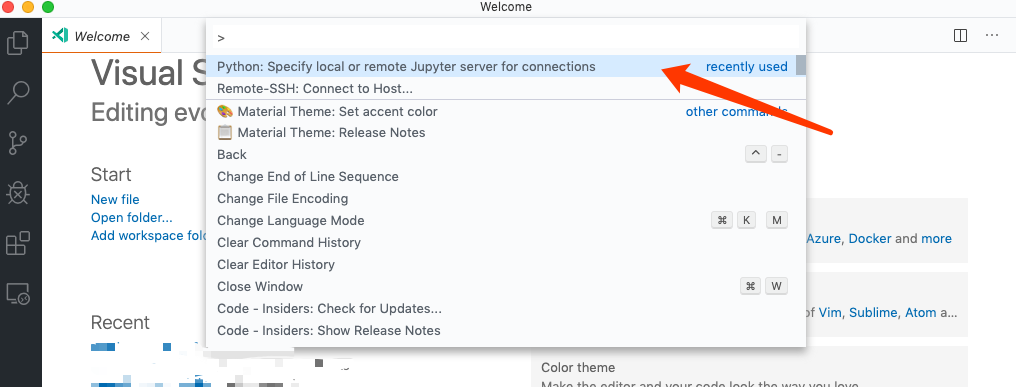 Welcome
Welcome
>
Python: Specify local or remote Jupyter server for connections recently used
Remote-SSH: Connect to Host...
Material Theme: Set accent color other commands
Material Theme: Release Notes
Back ^ -
Change End of Line Sequence
Change File Encoding
Change Language Mode ⌘ K M
Clear Command History
Clear Editor History
Close Window ⌘ W
Code - Insiders: Check for Updates...
Code - Insiders: Show Release Notes
Visual S
Editing evo
Start
New file
Open folder...
Add workspace fol
Recent
Azure, Docker and more
of Vim, Sublime, Atom a...
Color theme
Make the editor and your code look the way you love